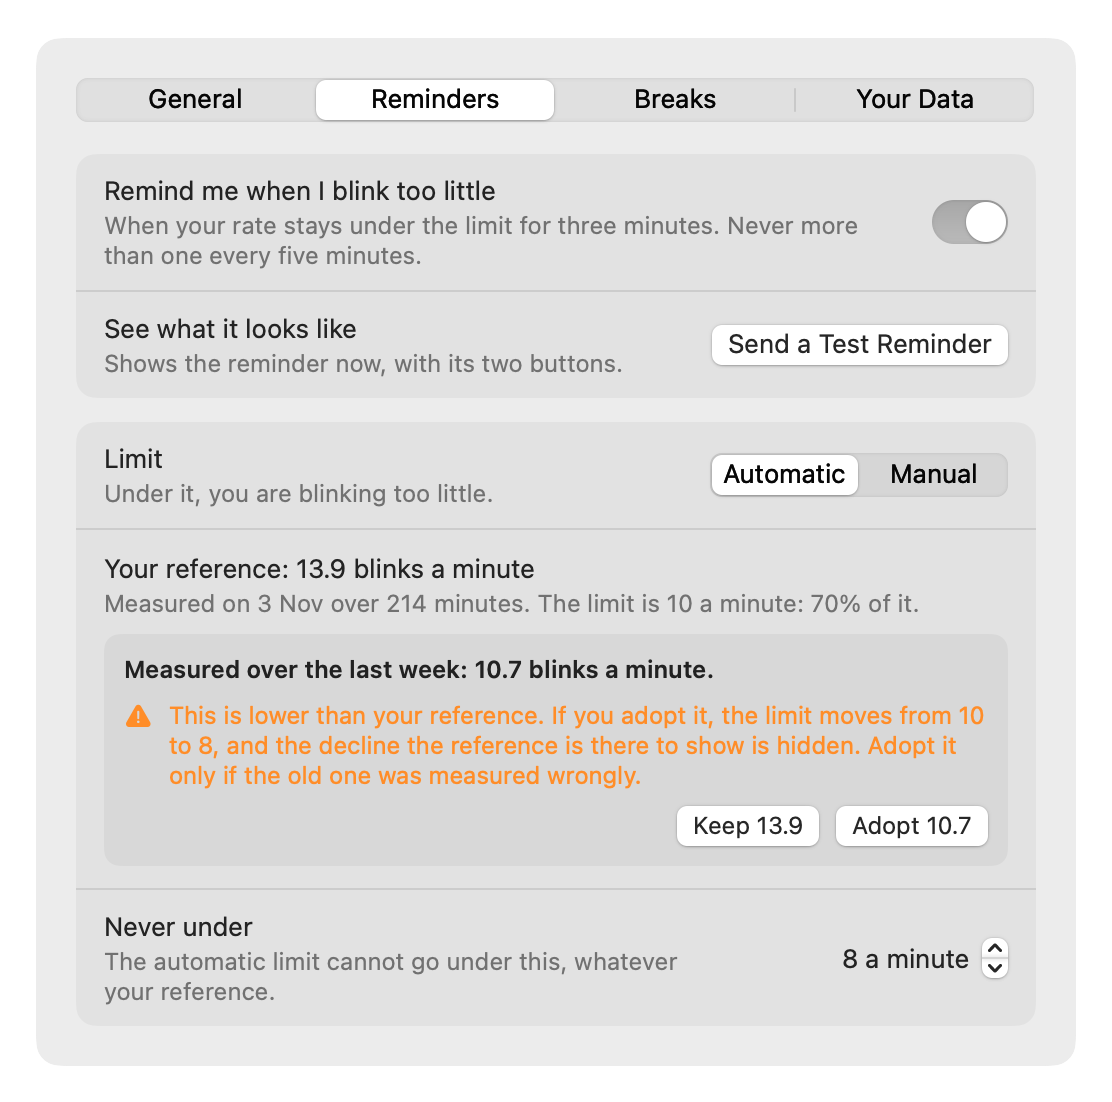 General
Reminders
Breaks
Your Data
Remind me when I blink too little
When your rate stays under the limit for three minutes. Never more
than one every five minutes.
See what it looks like
Shows the reminder now, with its two buttons.
Send a Test Reminder
Limit
Under it, you are blinking too little.
Automatic
Manual
Your reference: 13.9 blinks a minute
Measured on 3 Nov over 214 minutes. The limit is 10 a minute: 70% of it.
Measured over the last week: 10.7 blinks a minute.
This is lower than your reference. If you adopt it, the limit moves from 10
to 8, and the decline the reference is there to show is hidden. Adopt it
only if the old one was measured wrongly.
Keep 13.9
Adopt 10.7
Never under
The automatic limit cannot go under this, whatever
your reference.
8 a minute